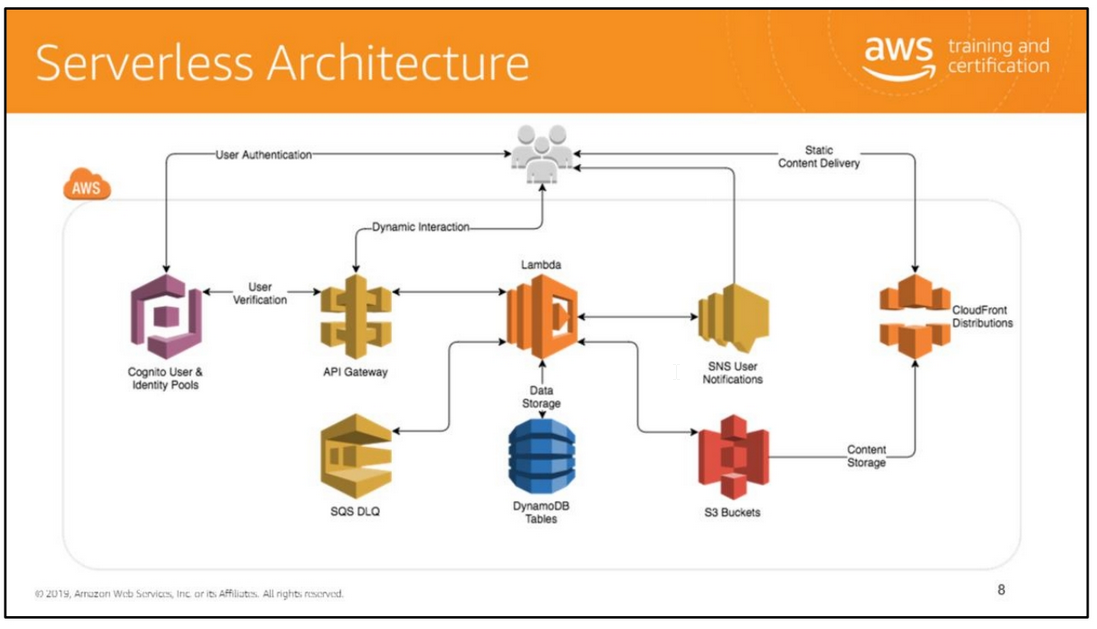 Serverless Architecture
aws training and
certification
User Authentication
Static
Content Delivery
AWS
Dynamic Interaction
Lambda
User
Verification
CloudFront
Distributions
Cognito User &
Identity Pools
API Gateway
SNS User
Notifications
Data
Storage
Content
Storage
SQS DLQ
DynamoDB
Tables
S3 Buckets
© 2019, Amazon Web Services, Inc. or its Affiliates. All rights reserved.
8